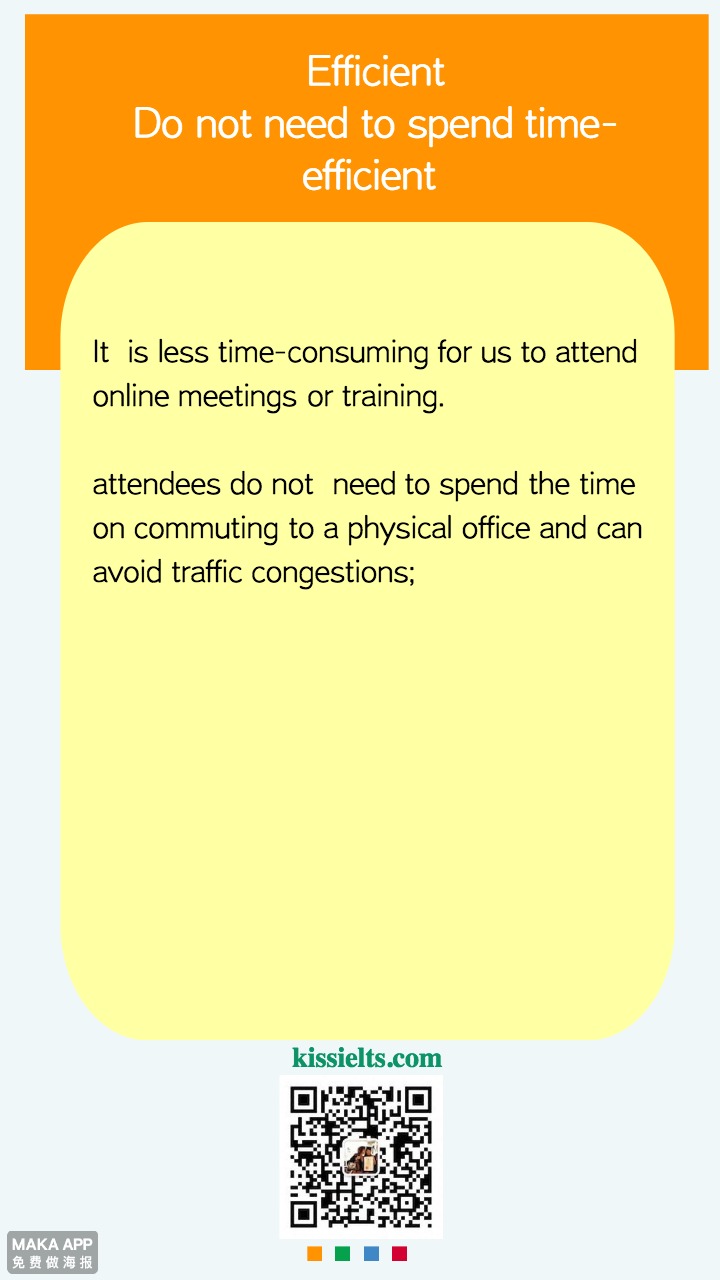 Efficient
Do not need to spend time-
efficient
It  is less time-consuming for us to attend
online meetings or training.
attendees do not  need to spend the time
on commuting to a physical office and can
avoid traffic congestions;
kissielts.com
MAKA APP
免费做海报